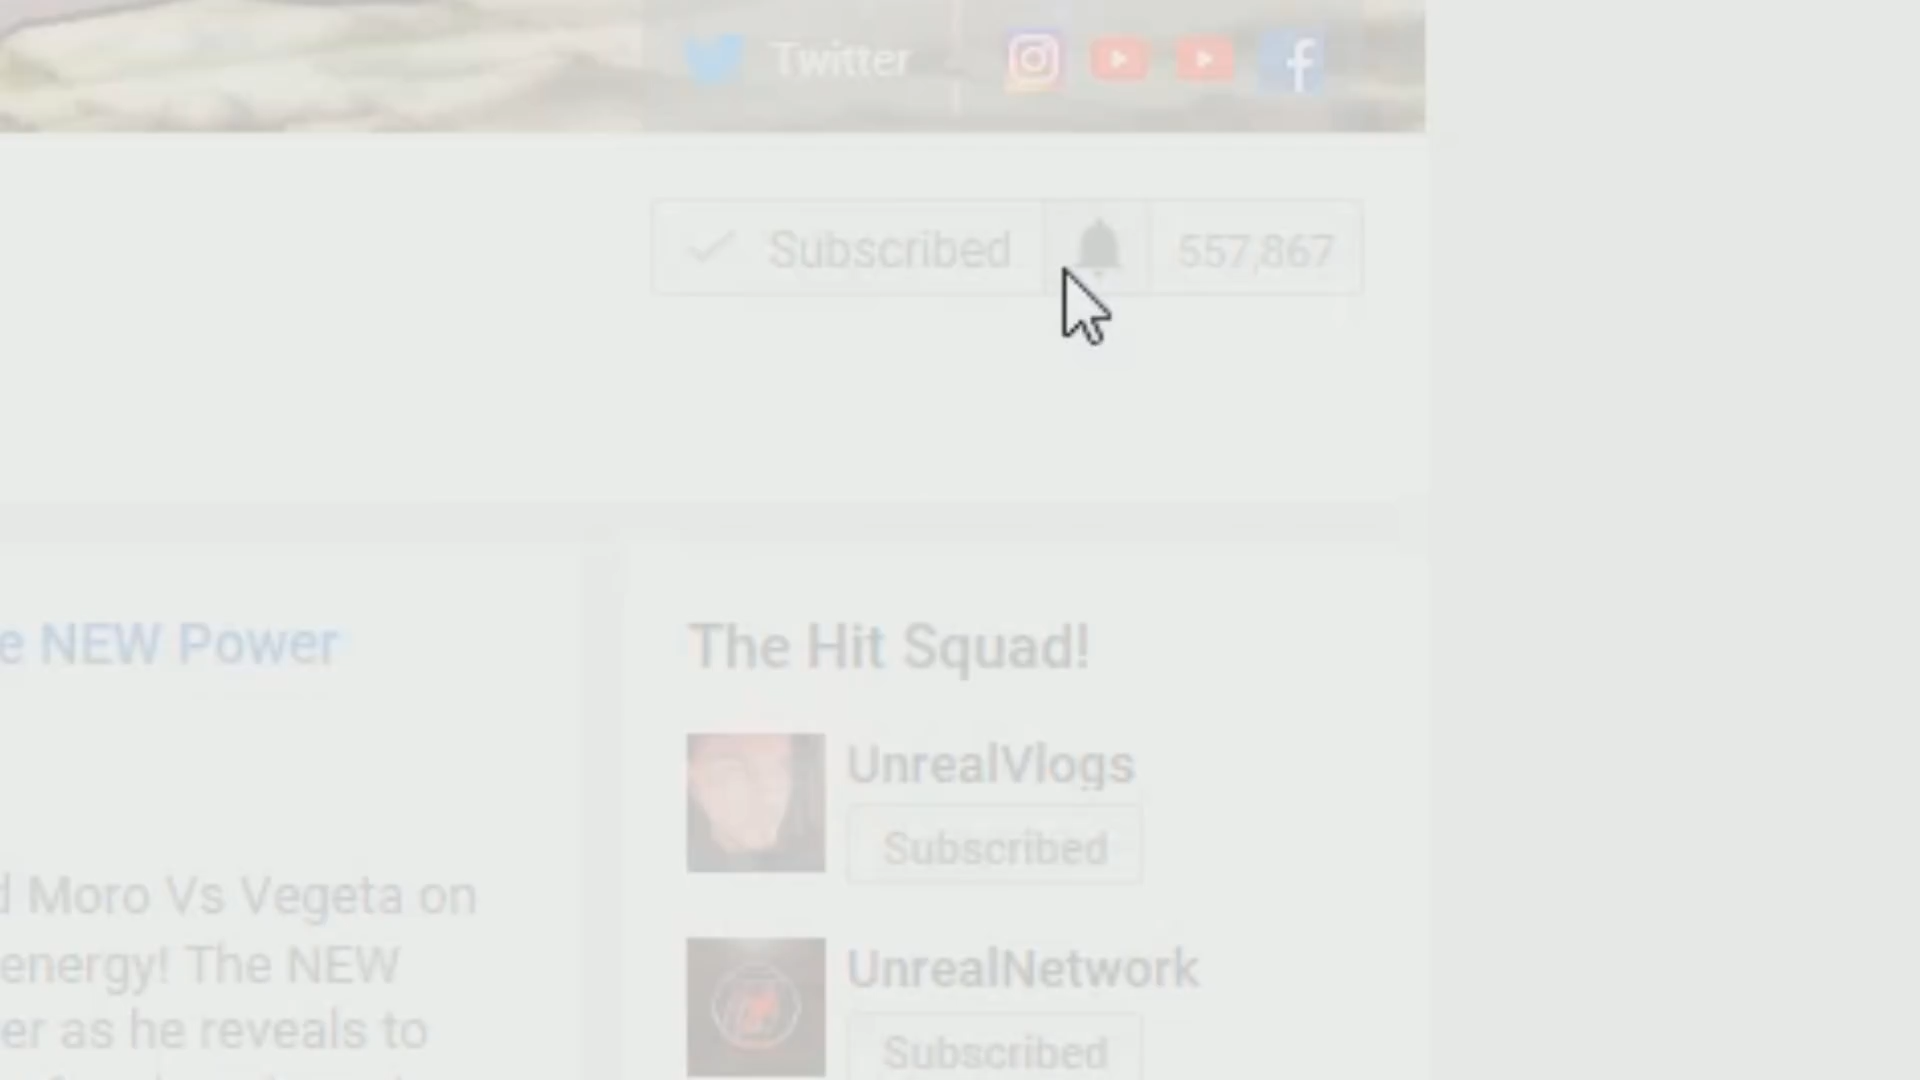 Twitter
Subscribed 557,867
e NEW Power
The Hit Squad!
UnrealVlogs
Subscribed
Moro Vs Vegeta on
energy! The NEW
UnrealNetwork
er as he reveals to
Subscribed